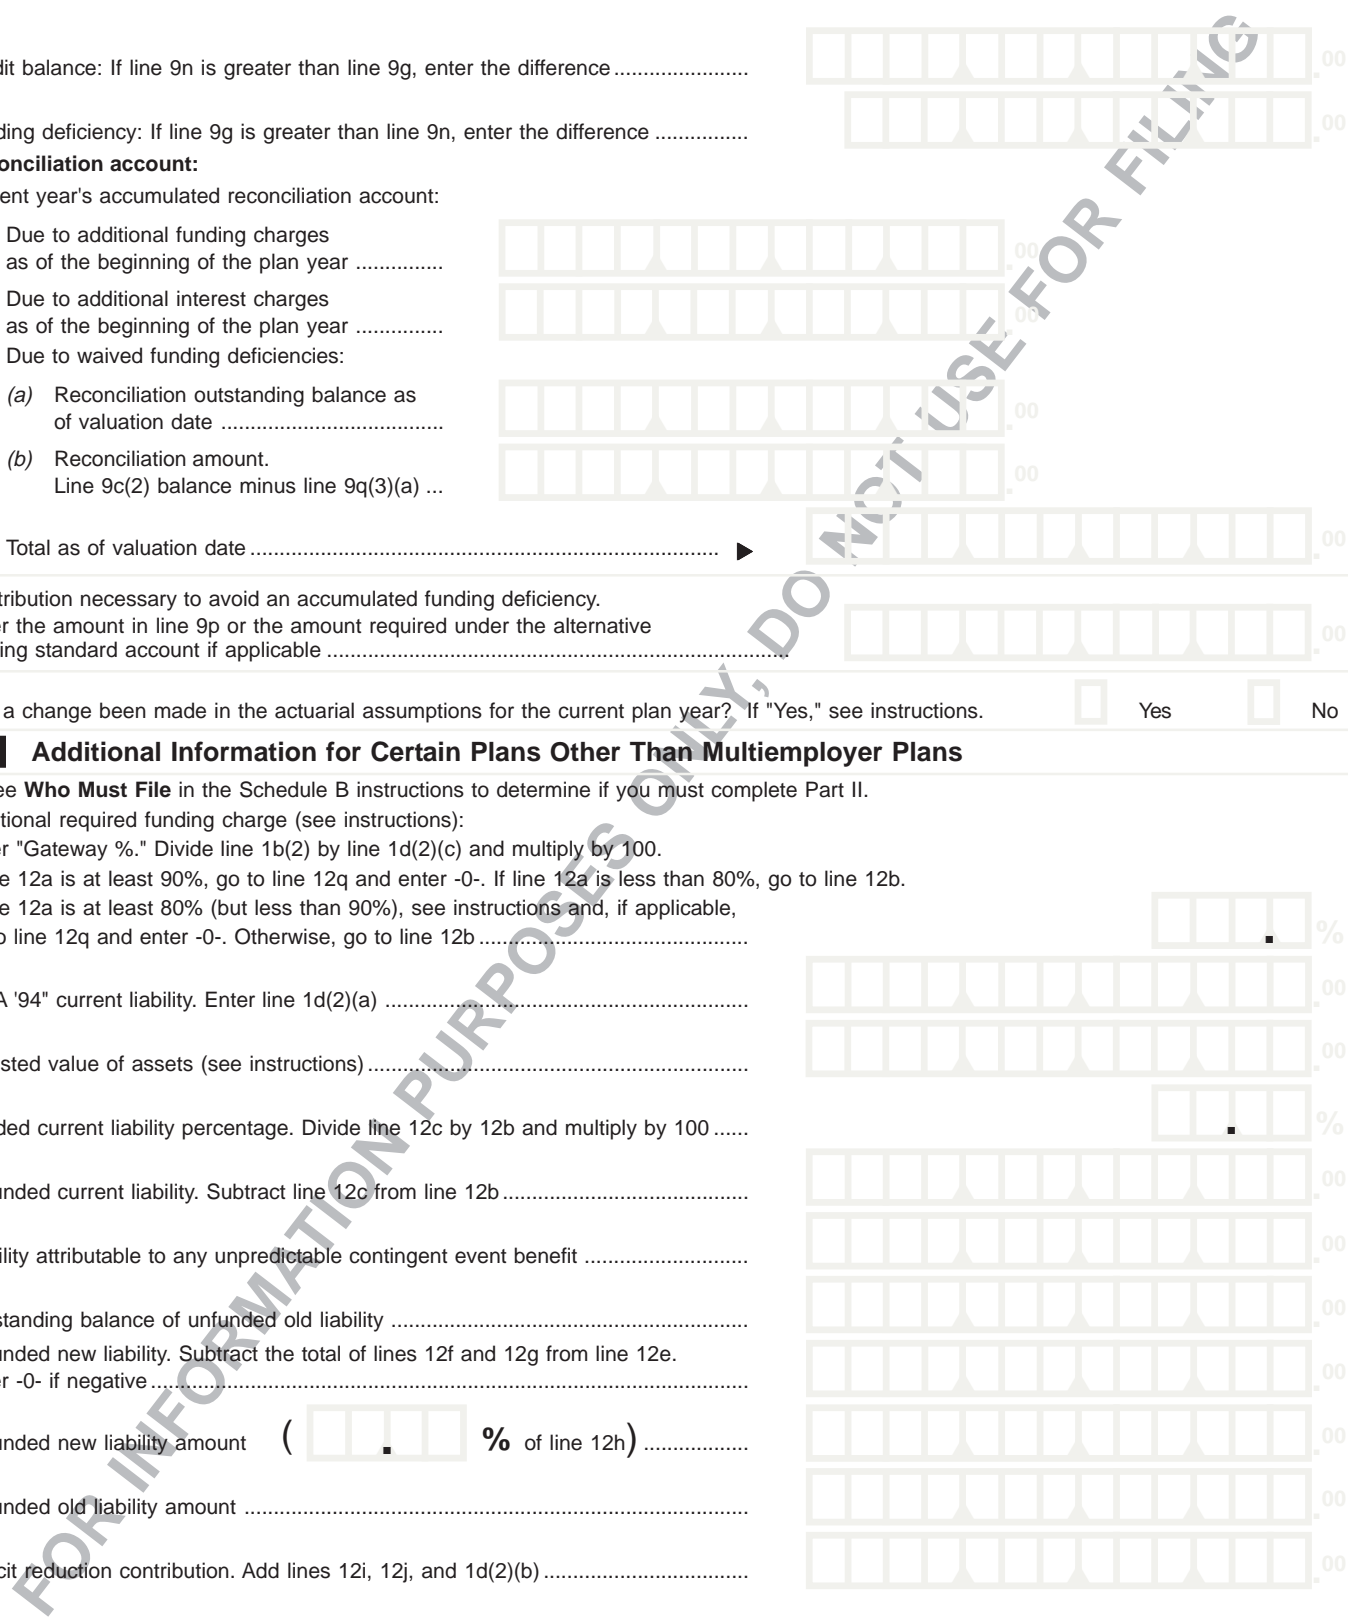 dit balance: If line 9n is greater than line 9g, enter the difference ....................... .00
ding deficiency: If line 9g is greater than line 9n, enter the difference ................ .00
onciliation account:
ent year's accumulated reconciliation account:
Due to additional funding charges
as of the beginning of the plan year ............... .00
Due to additional interest charges
as of the beginning of the plan year ............... .00
Due to waived funding deficiencies:
(a) Reconciliation outstanding balance as
of valuation date ...................................... .00
(b) Reconciliation amount.
Line 9c(2) balance minus line 9q(3)(a) ... .00
Total as of valuation date ................................................................................ ▶ .00
tribution necessary to avoid an accumulated funding deficiency.
er the amount in line 9p or the amount required under the alternative
ing standard account if applicable ............................................................................... .00
a change been made in the actuarial assumptions for the current plan year? If "Yes," see instructions. Yes No
Additional Information for Certain Plans Other Than Multiemployer Plans
ee Who Must File in the Schedule B instructions to determine if you must complete Part II.
tional required funding charge (see instructions):
er "Gateway %." Divide line 1b(2) by line 1d(2)(c) and multiply by 100.
e 12a is at least 90%, go to line 12q and enter -0-. If line 12a is less than 80%, go to line 12b.
e 12a is at least 80% (but less than 90%), see instructions and, if applicable,
o line 12q and enter -0-. Otherwise, go to line 12b .............................................. . %
A '94" current liability. Enter line 1d(2)(a) .............................................................. .00
sted value of assets (see instructions) ................................................................. .00
ded current liability percentage. Divide line 12c by 12b and multiply by 100 ...... . %
unded current liability. Subtract line 12c from line 12b .......................................... .00
ility attributable to any unpredictable contingent event benefit ............................ .00
standing balance of unfunded old liability ............................................................. .00
unded new liability. Subtract the total of lines 12f and 12g from line 12e.
er -0- if negative ...................................................................................................... .00
unded new liability amount ( . % of line 12h) .................. .00
unded old liability amount ...................................................................................... .00
cit reduction contribution. Add lines 12i, 12j, and 1d(2)(b) ................................... .00
FOR INFORMATION PURPOSES ONLY, DO NOT USE FOR FILING